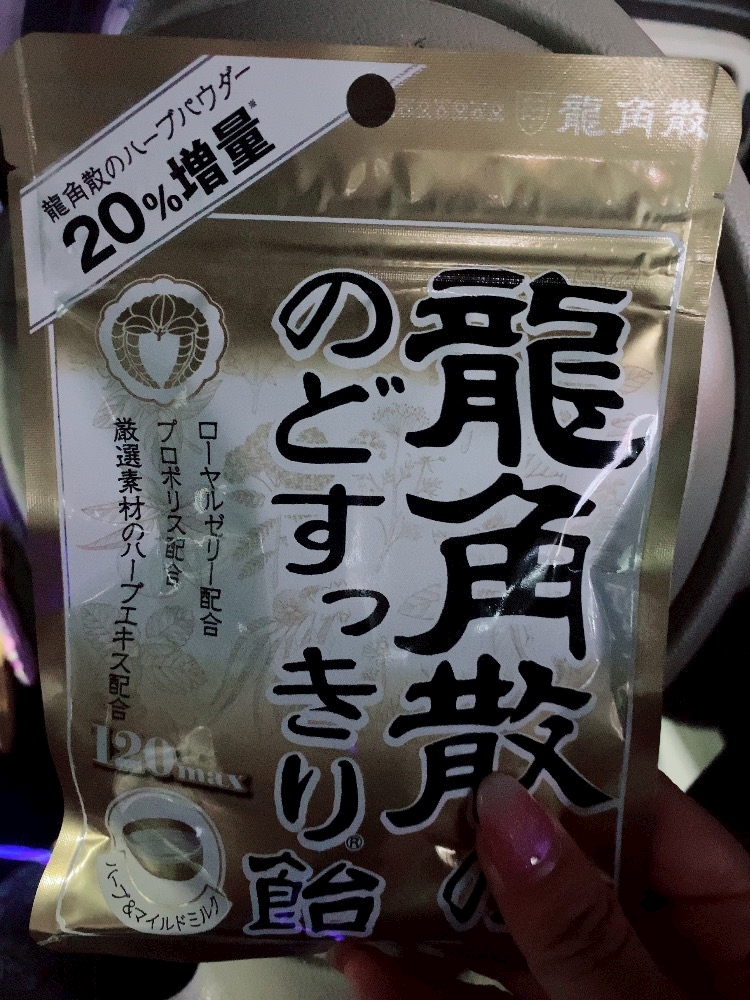 龍角散のハーブパウダー
20%増量※
龍角散
龍角散の
のどすっきり®飴
ローヤルゼリー配合
プロポリス配合
厳選素材のハーブエキス配合
120max
ハーブ&マイルドミルク